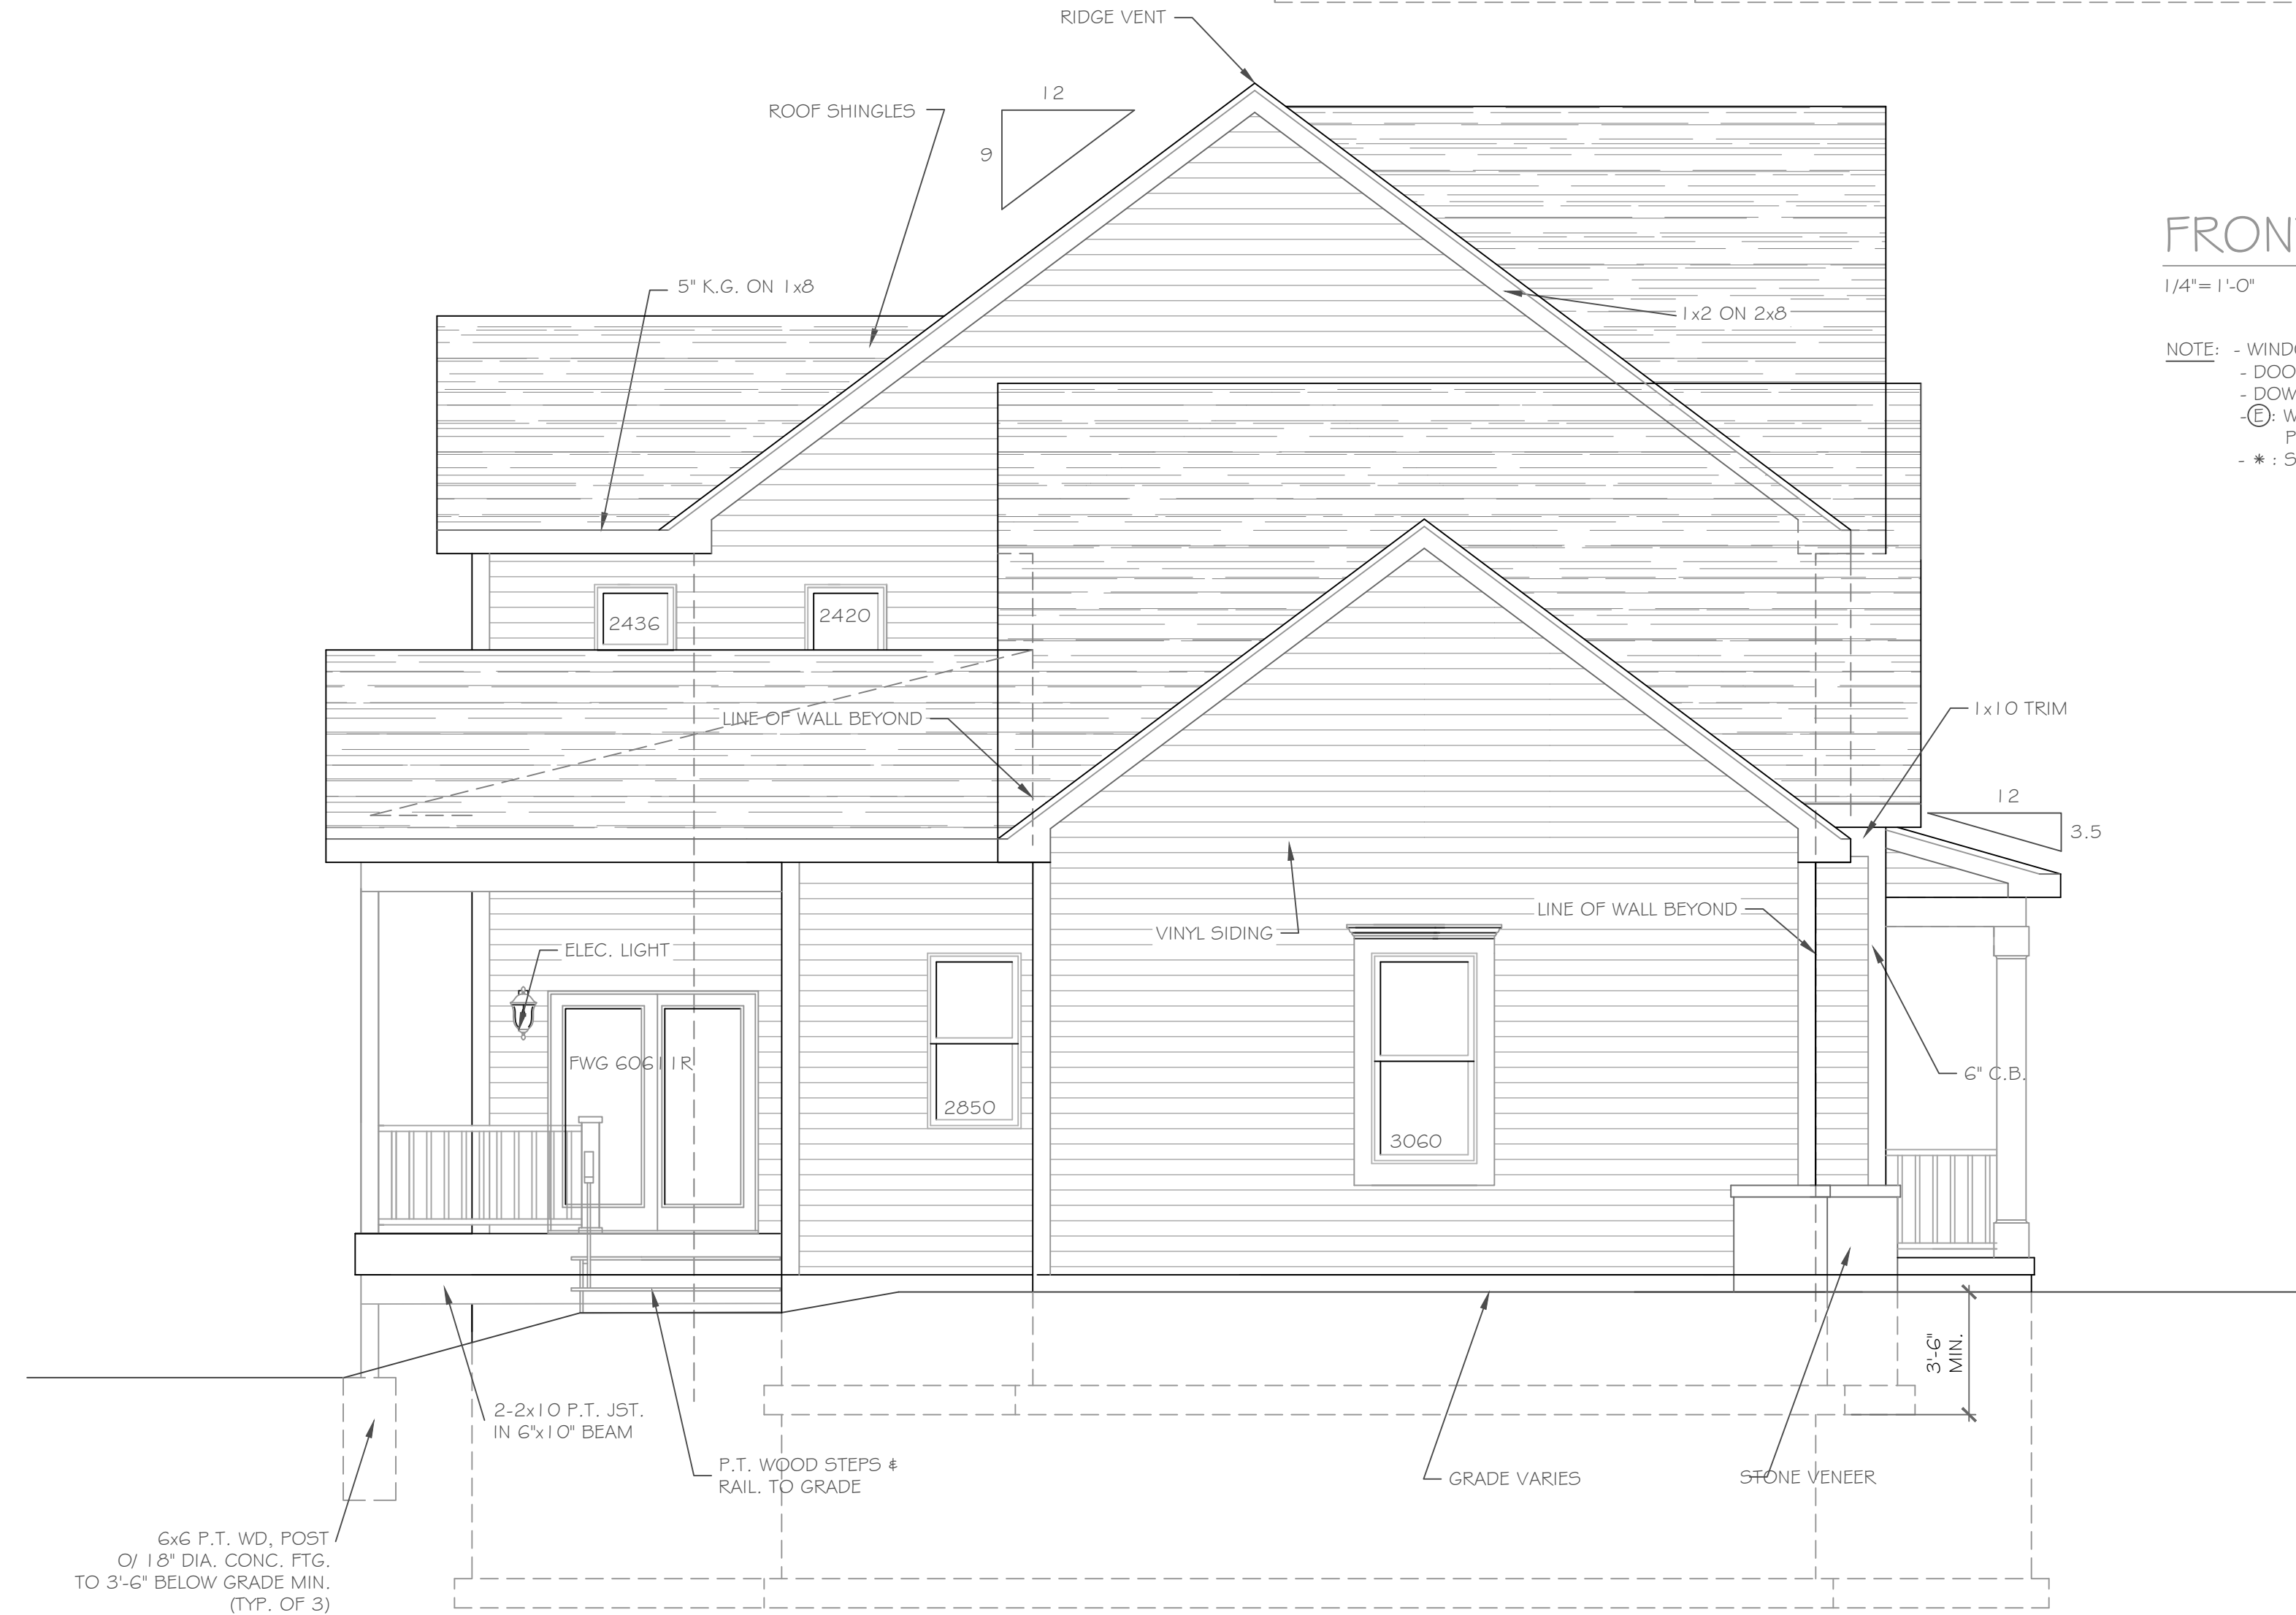 RIDGE VENT
12
ROOF SHINGLES
9
FRON
1/4"=1'-0"
5" K.G. ON 1x8
1x2 ON 2x8
NOTE: - WIND
- DOO
- DOW
- E : W
P
- * : S
2436
2420
LINE OF WALL BEYOND
1x10 TRIM
12
3.5
LINE OF WALL BEYOND
VINYL SIDING
ELEC. LIGHT
FWG 60611R
6" C.B.
2850
3060
3'-6"
MIN.
2-2x10 P.T. JST.
IN 6"x10" BEAM
P.T. WOOD STEPS &
RAIL. TO GRADE
GRADE VARIES
STONE VENEER
6x6 P.T. WD, POST
O/ 18" DIA. CONC. FTG.
TO 3'-6" BELOW GRADE MIN.
(TYP. OF 3)